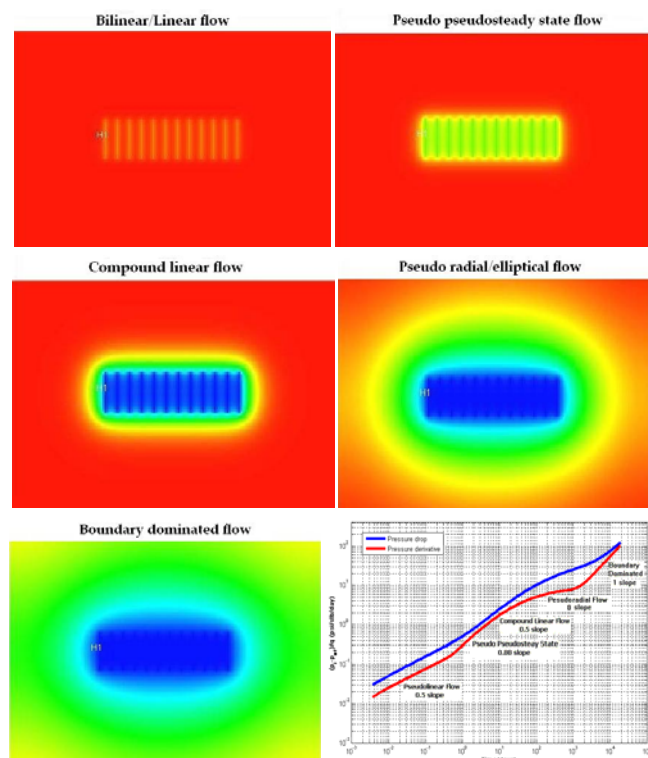 Bilinear/Linear flow
Pseudo pseudosteady state flow
H1
H1
Compound linear flow
Pseudo radial/elliptical flow
H1
H1
Boundary dominated flow
H1
Pressure drop
Pressure derivative
Boundary
Dominated
1 slope
Pesudoradial Flow
0 slope
Compound Linear Flow
0.5 slope
Pseudo Pseudosteay State
0.80 slope
Pseudolinear Flow
0.5 slope